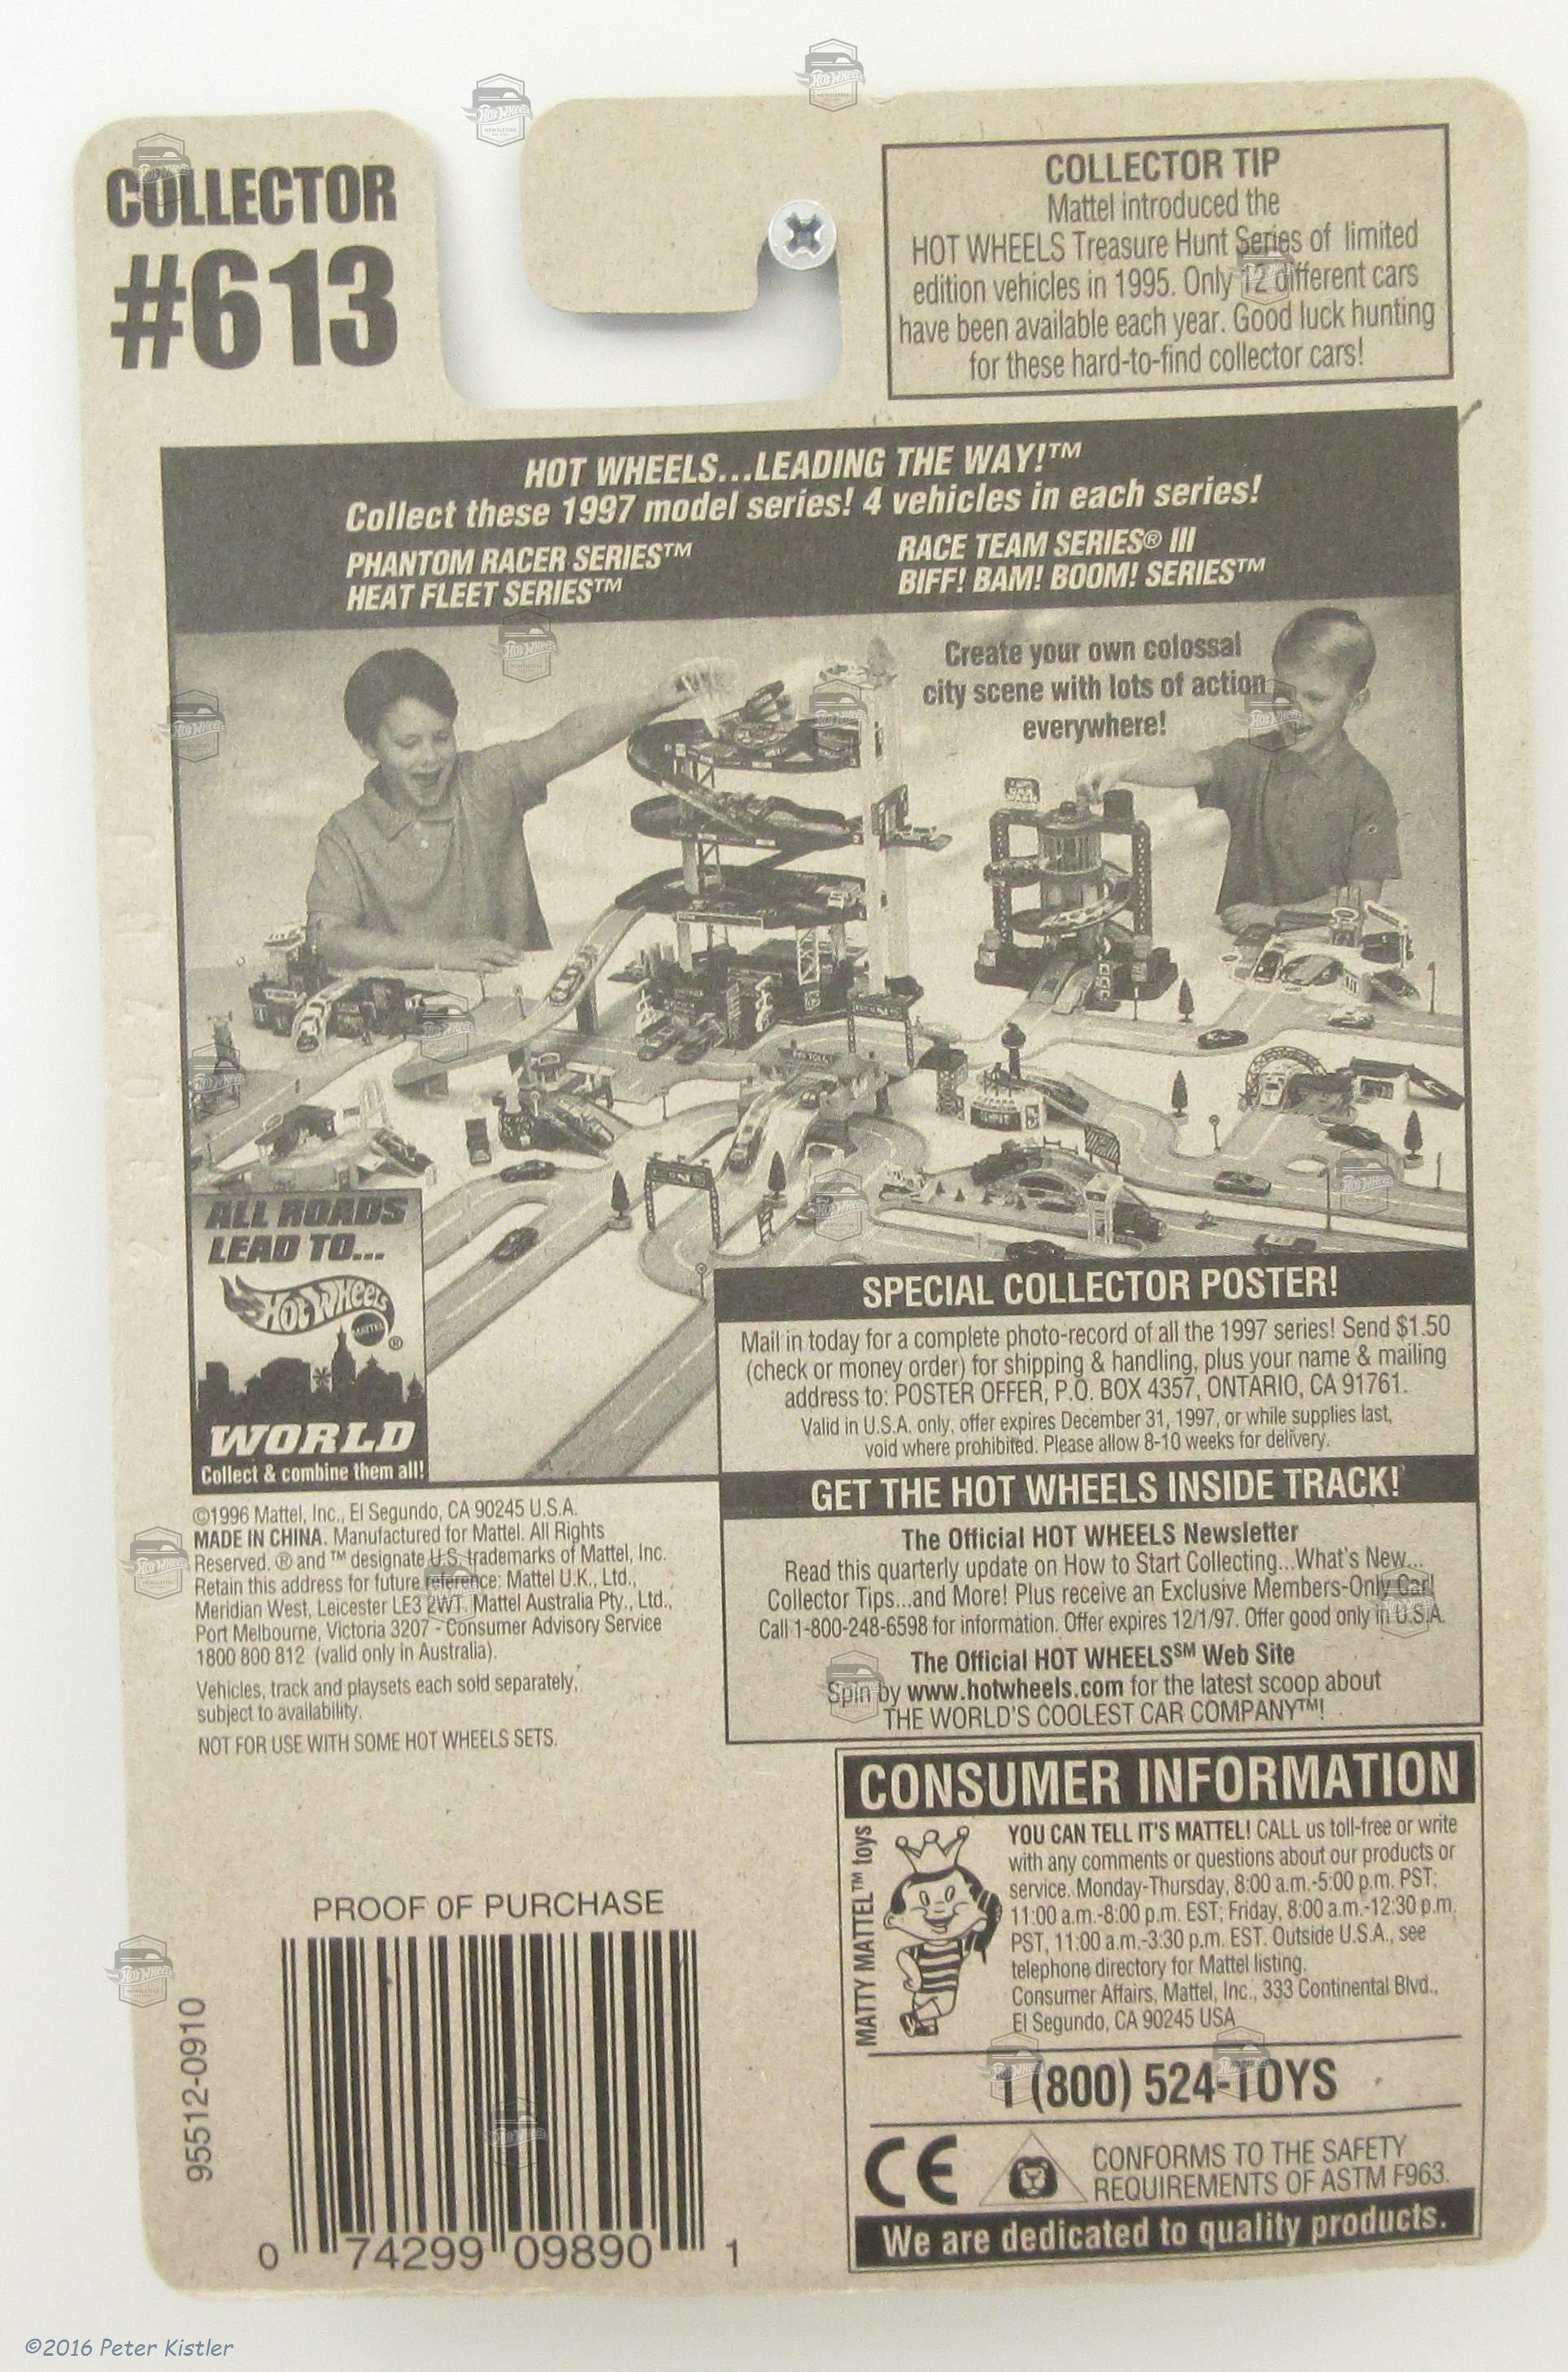 COLLECTOR
#613
COLLECTOR TIP
Mattel introduced the
HOT WHEELS Treasure Hunt Series of limited
edition vehicles in 1995. Only 12 different cars
have been available each year. Good luck hunting
for these hard-to-find collector cars!
HOT WHEELS...LEADING THE WAY!™
Collect these 1997 model series! 4 vehicles in each series!
PHANTOM RACER SERIES™
HEAT FLEET SERIES™
RACE TEAM SERIES® III
BIFF! BAM! BOOM! SERIES™
Create your own colossal
city scene with lots of action
everywhere!
ALL ROADS
LEAD TO...
Hot Wheels
MATTEL
®
WORLD
Collect & combine them all!
SPECIAL COLLECTOR POSTER!
Mail in today for a complete photo-record of all the 1997 series! Send $1.50
(check or money order) for shipping & handling, plus your name & mailing
address to: POSTER OFFER, P.O. BOX 4357, ONTARIO, CA 91761.
Valid in U.S.A. only, offer expires December 31, 1997, or while supplies last,
void where prohibited. Please allow 8-10 weeks for delivery.
GET THE HOT WHEELS INSIDE TRACK!
The Official HOT WHEELS Newsletter
Read this quarterly update on How to Start Collecting...What's New...
Collector Tips...and More! Plus receive an Exclusive Members-Only Car!
Call 1-800-248-6598 for information. Offer expires 12/1/97. Offer good only in U.S.A.
The Official HOT WHEELS℠ Web Site
Spin by www.hotwheels.com for the latest scoop about
THE WORLD'S COOLEST CAR COMPANY™!
©1996 Mattel, Inc., El Segundo, CA 90245 U.S.A.
MADE IN CHINA. Manufactured for Mattel. All Rights
Reserved. ® and ™ designate U.S. trademarks of Mattel, Inc.
Retain this address for future reference: Mattel U.K., Ltd.,
Meridian West, Leicester LE3 2WT. Mattel Australia Pty., Ltd.,
Port Melbourne, Victoria 3207 - Consumer Advisory Service
1800 800 812 (valid only in Australia).
Vehicles, track and playsets each sold separately,
subject to availability.
NOT FOR USE WITH SOME HOT WHEELS SETS.
CONSUMER INFORMATION
MATTY MATTEL™ toys
YOU CAN TELL IT'S MATTEL! CALL us toll-free or write
with any comments or questions about our products or
service. Monday-Thursday, 8:00 a.m.-5:00 p.m. PST;
11:00 a.m.-8:00 p.m. EST; Friday, 8:00 a.m.-12:30 p.m.
PST, 11:00 a.m.-3:30 p.m. EST. Outside U.S.A., see
telephone directory for Mattel listing.
Consumer Affairs, Mattel, Inc., 333 Continental Blvd.,
El Segundo, CA 90245 USA
1 (800) 524-TOYS
CE
CONFORMS TO THE SAFETY
REQUIREMENTS OF ASTM F963.
We are dedicated to quality products.
PROOF OF PURCHASE
95512-0910
0 74299 09890 1
©2016 Peter Kistler